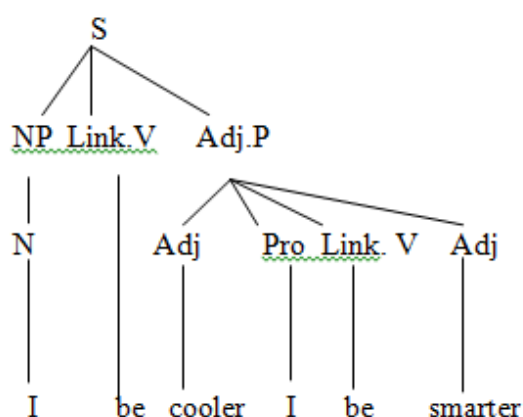 S
NP Link.V Adj.P
N Adj Pro Link. V Adj
I be cooler I be smarter